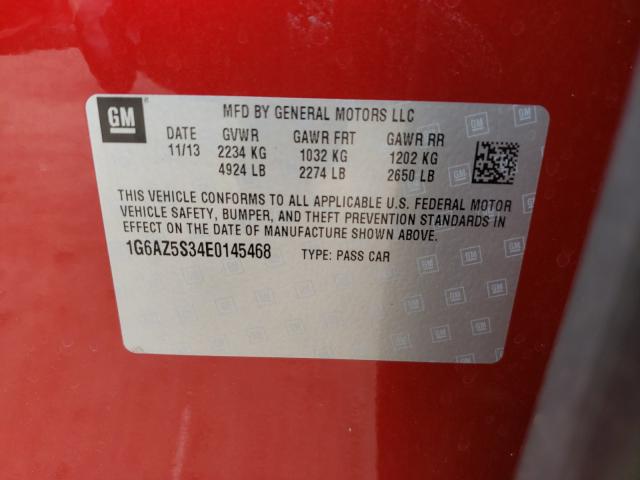 GM
MFD BY GENERAL MOTORS LLC
DATE GVWR GAWR FRT GAWR RR
11/13 2234 KG 1032 KG 1202 KG
4924 LB 2274 LB 2650 LB
THIS VEHICLE CONFORMS TO ALL APPLICABLE U.S. FEDERAL MOTOR
VEHICLE SAFETY, BUMPER, AND THEFT PREVENTION STANDARDS IN
EFFECT ON THE DATE OF MANUFACTURE SHOWN ABOVE.
1G6AZ5S34E0145468 TYPE: PASS CAR